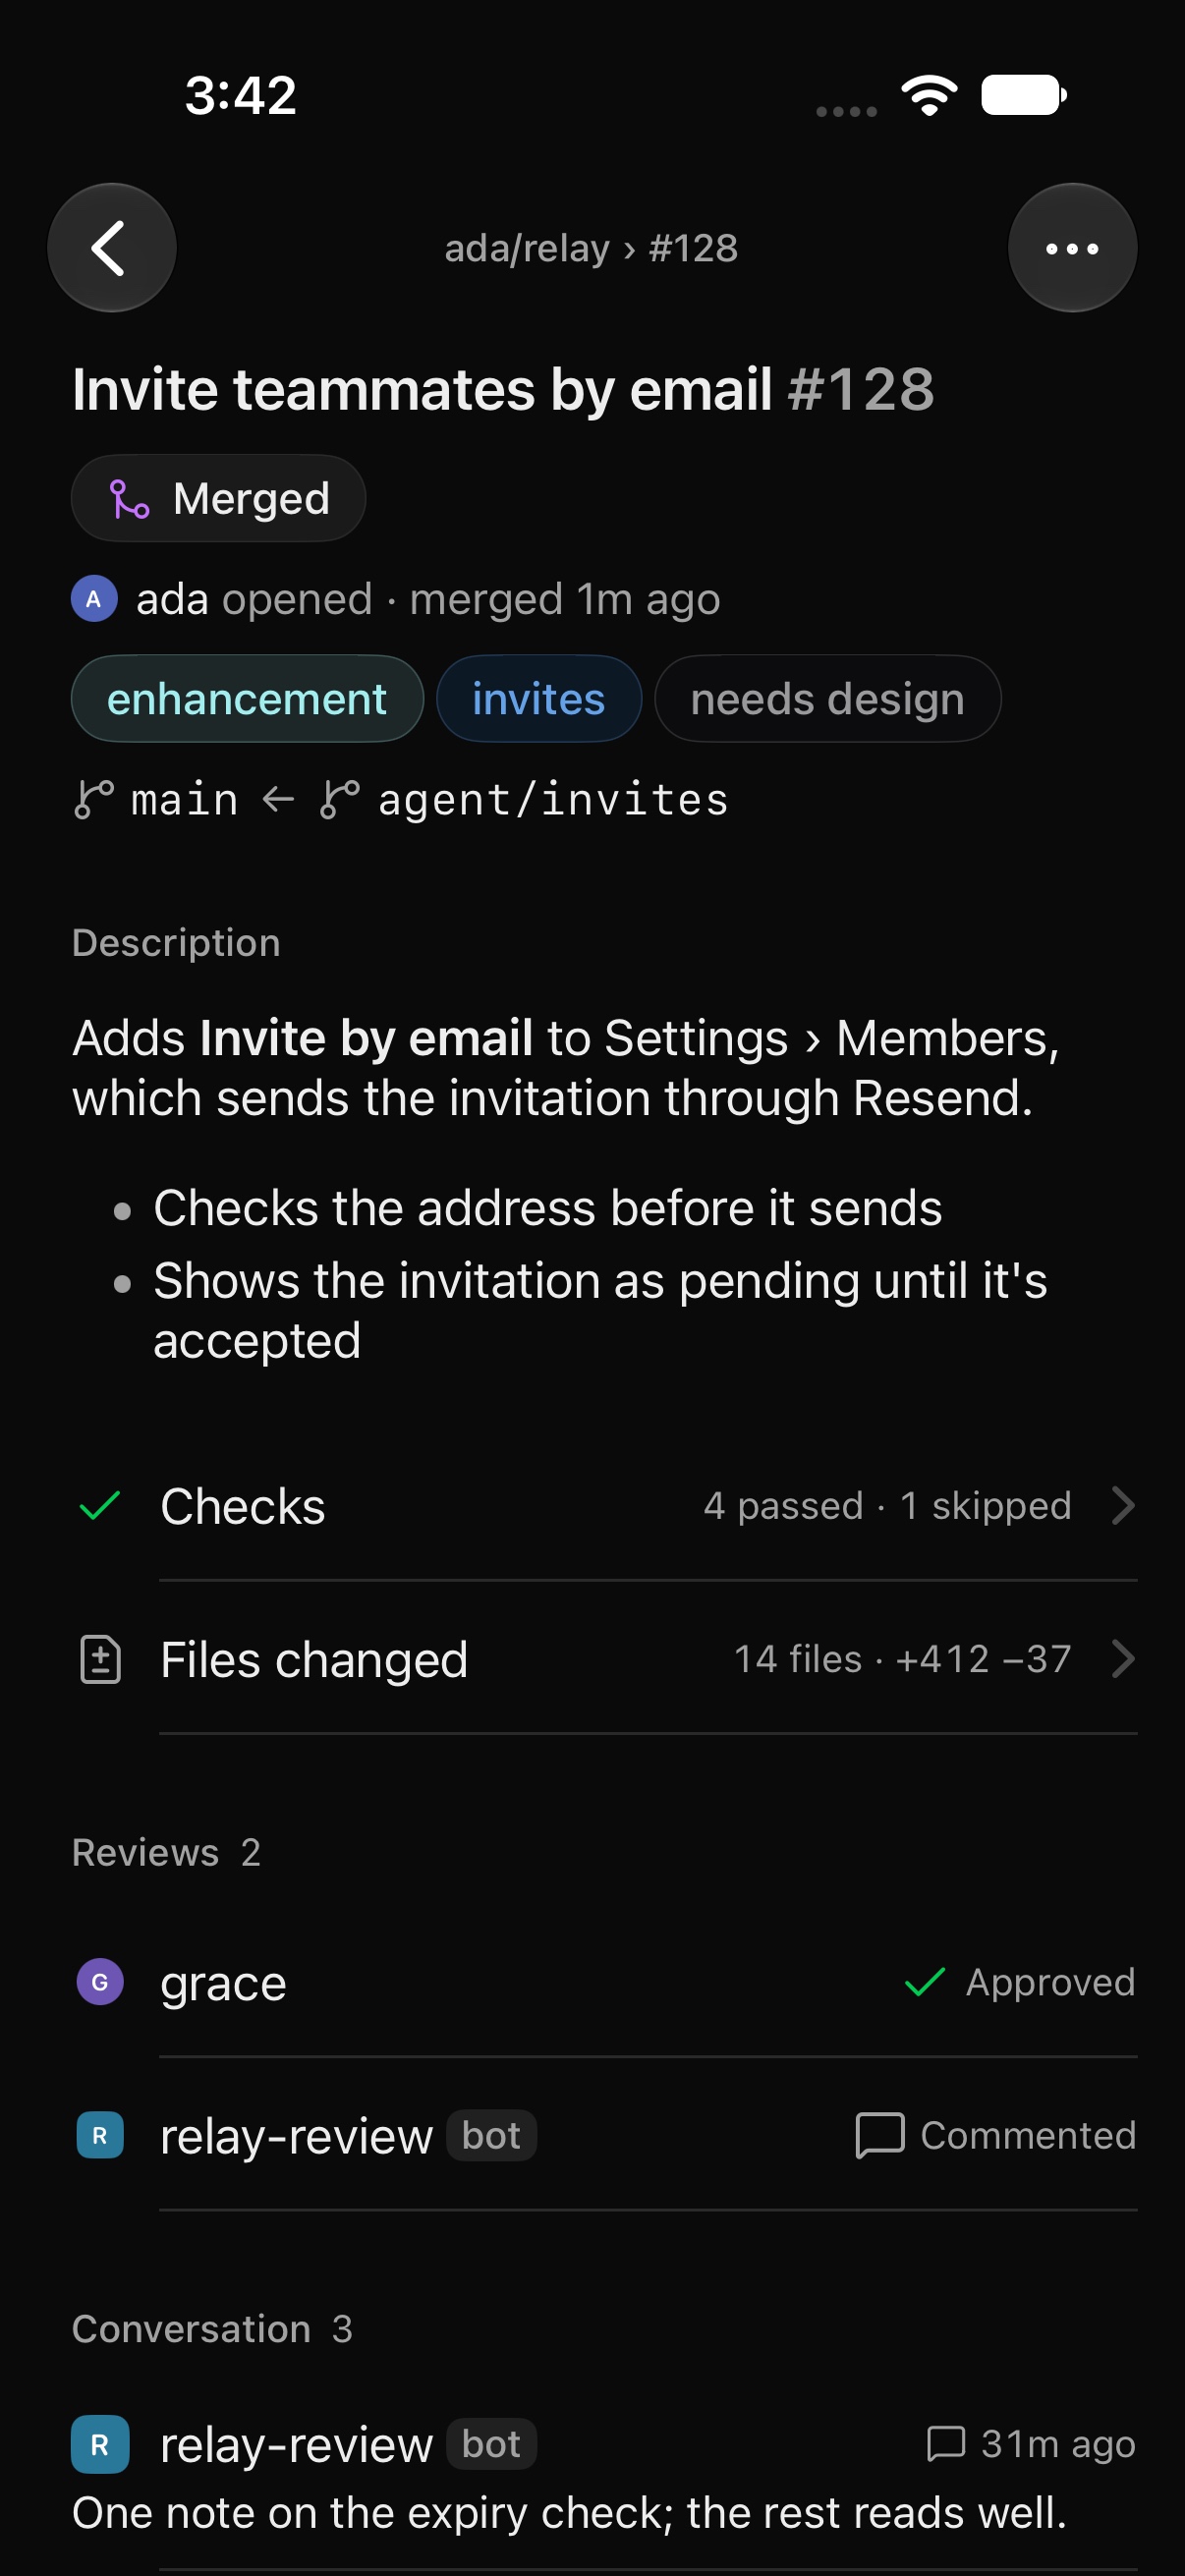 3:42
ada/relay › #128
Invite teammates by email #128
Merged
A ada opened · merged 1m ago
enhancement invites needs design
main ← agent/invites
Description
Adds Invite by email to Settings › Members,
which sends the invitation through Resend.
Checks the address before it sends
Shows the invitation as pending until it's
accepted
Checks 4 passed · 1 skipped
Files changed 14 files · +412 −37
Reviews 2
G grace Approved
R relay-review bot Commented
Conversation 3
R relay-review bot 31m ago
One note on the expiry check; the rest reads well.